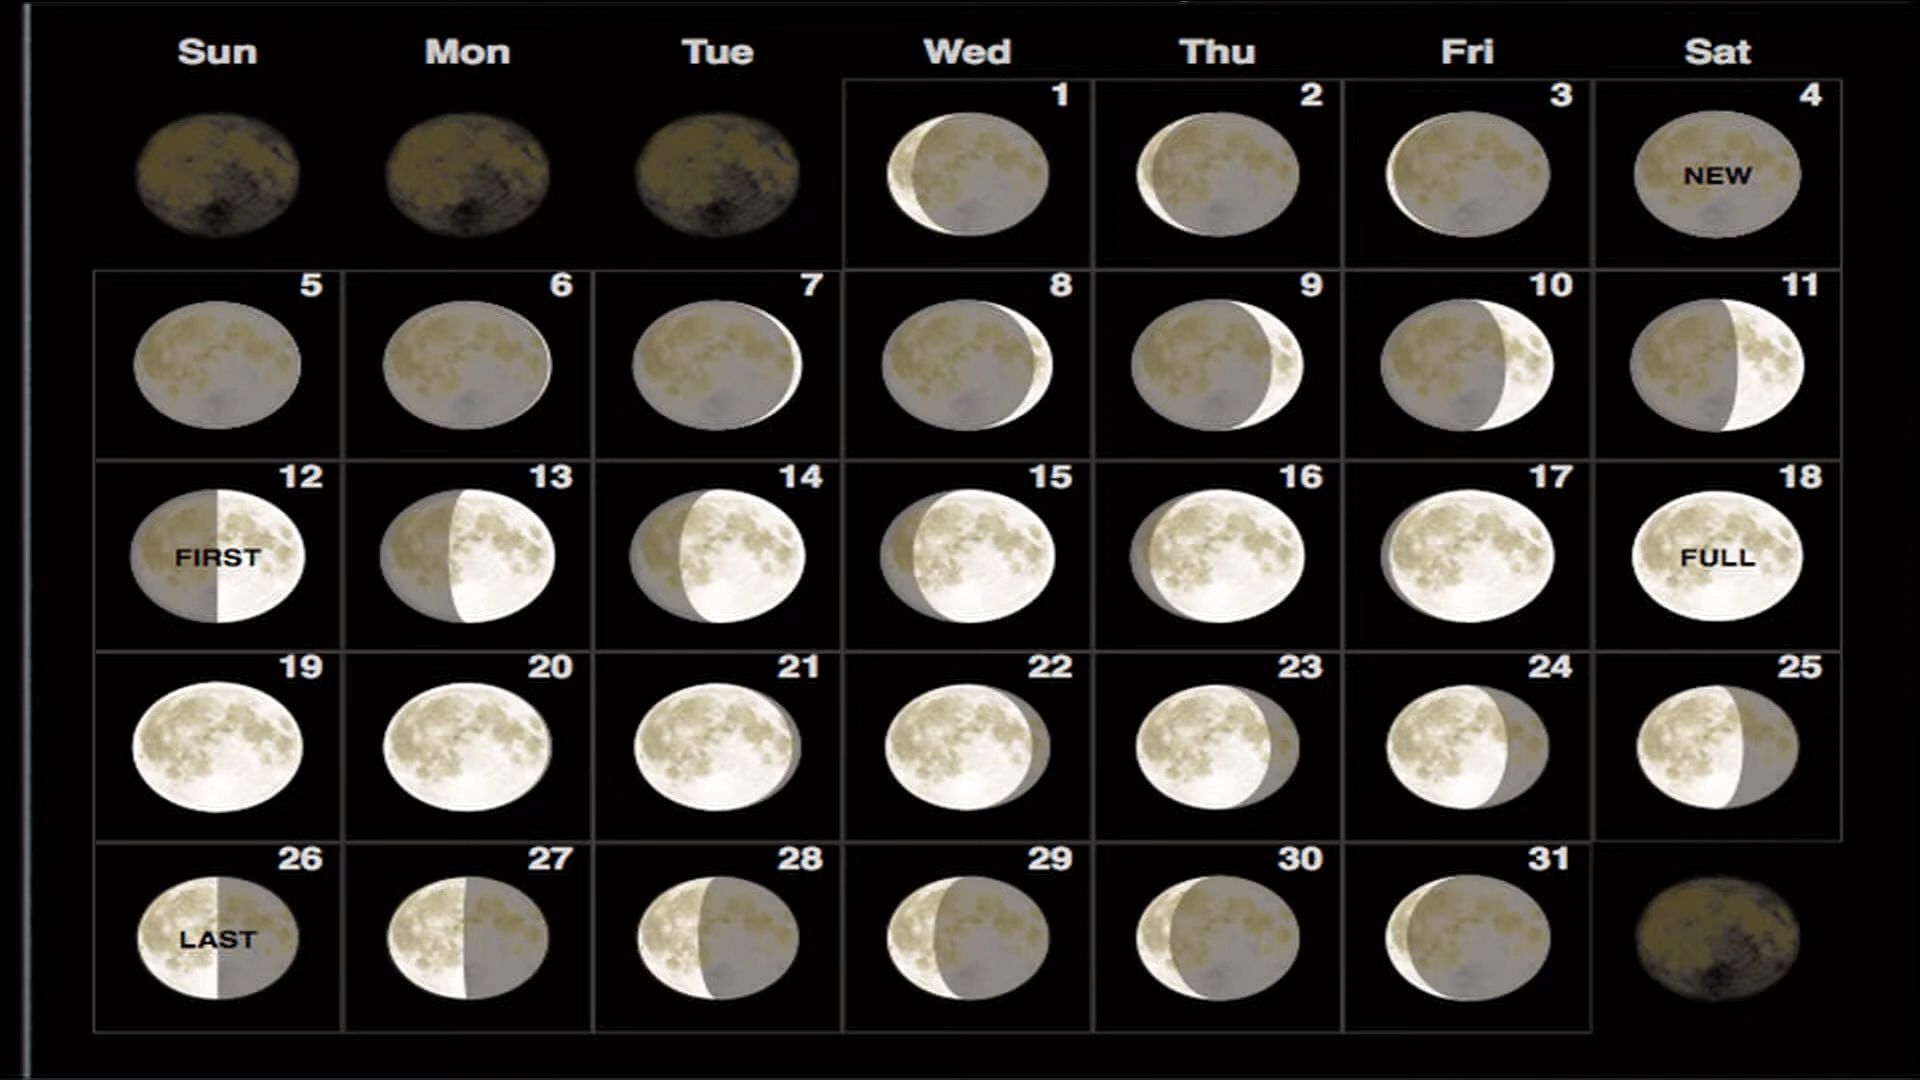 Sun Mon Tue Wed Thu Fri Sat
1 2 3 4
NEW
5 6 7 8 9 10 11
12 13 14 15 16 17 18
FIRST FULL
19 20 21 22 23 24 25
26 27 28 29 30 31
LAST